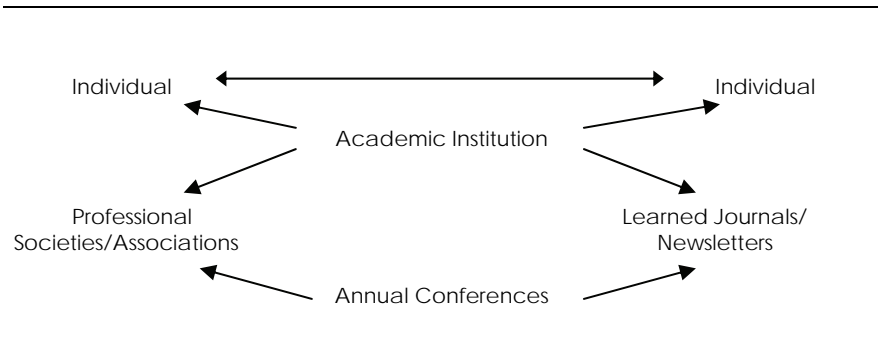 Individual
Individual
Academic Institution
Professional
Societies/Associations
Learned Journals/
Newsletters
Annual Conferences